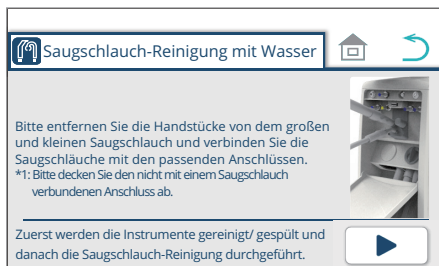 Saugschlauch-Reinigung mit Wasser
Bitte entfernen Sie die Handstücke von dem großen
und kleinen Saugschlauch und verbinden Sie die
Saugschläuche mit den passenden Anschlüssen.
*1: Bitte decken Sie den nicht mit einem Saugschlauch
verbundenen Anschluss ab.
Zuerst werden die Instrumente gereinigt/ gespült und
danach die Saugschlauch-Reinigung durchgeführt.